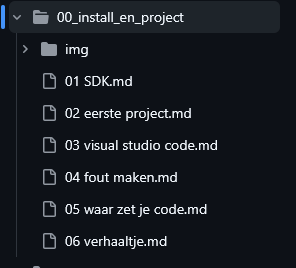 00_install_en_project
img
01 SDK.md
02 eerste project.md
03 visual studio code.md
04 fout maken.md
05 waar zet je code.md
06 verhaaltje.md